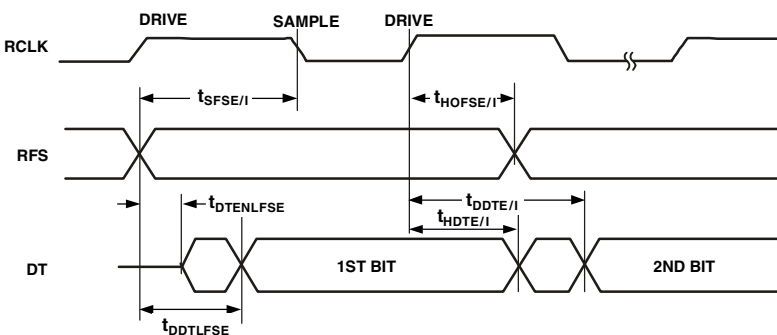 DRIVE SAMPLE DRIVE
RCLK
tSFSE/I tHOFSE/I
RFS
tDDTE/I
tDTENLFSE tHDTE/I
DT 1ST BIT 2ND BIT
tDDTLFSE